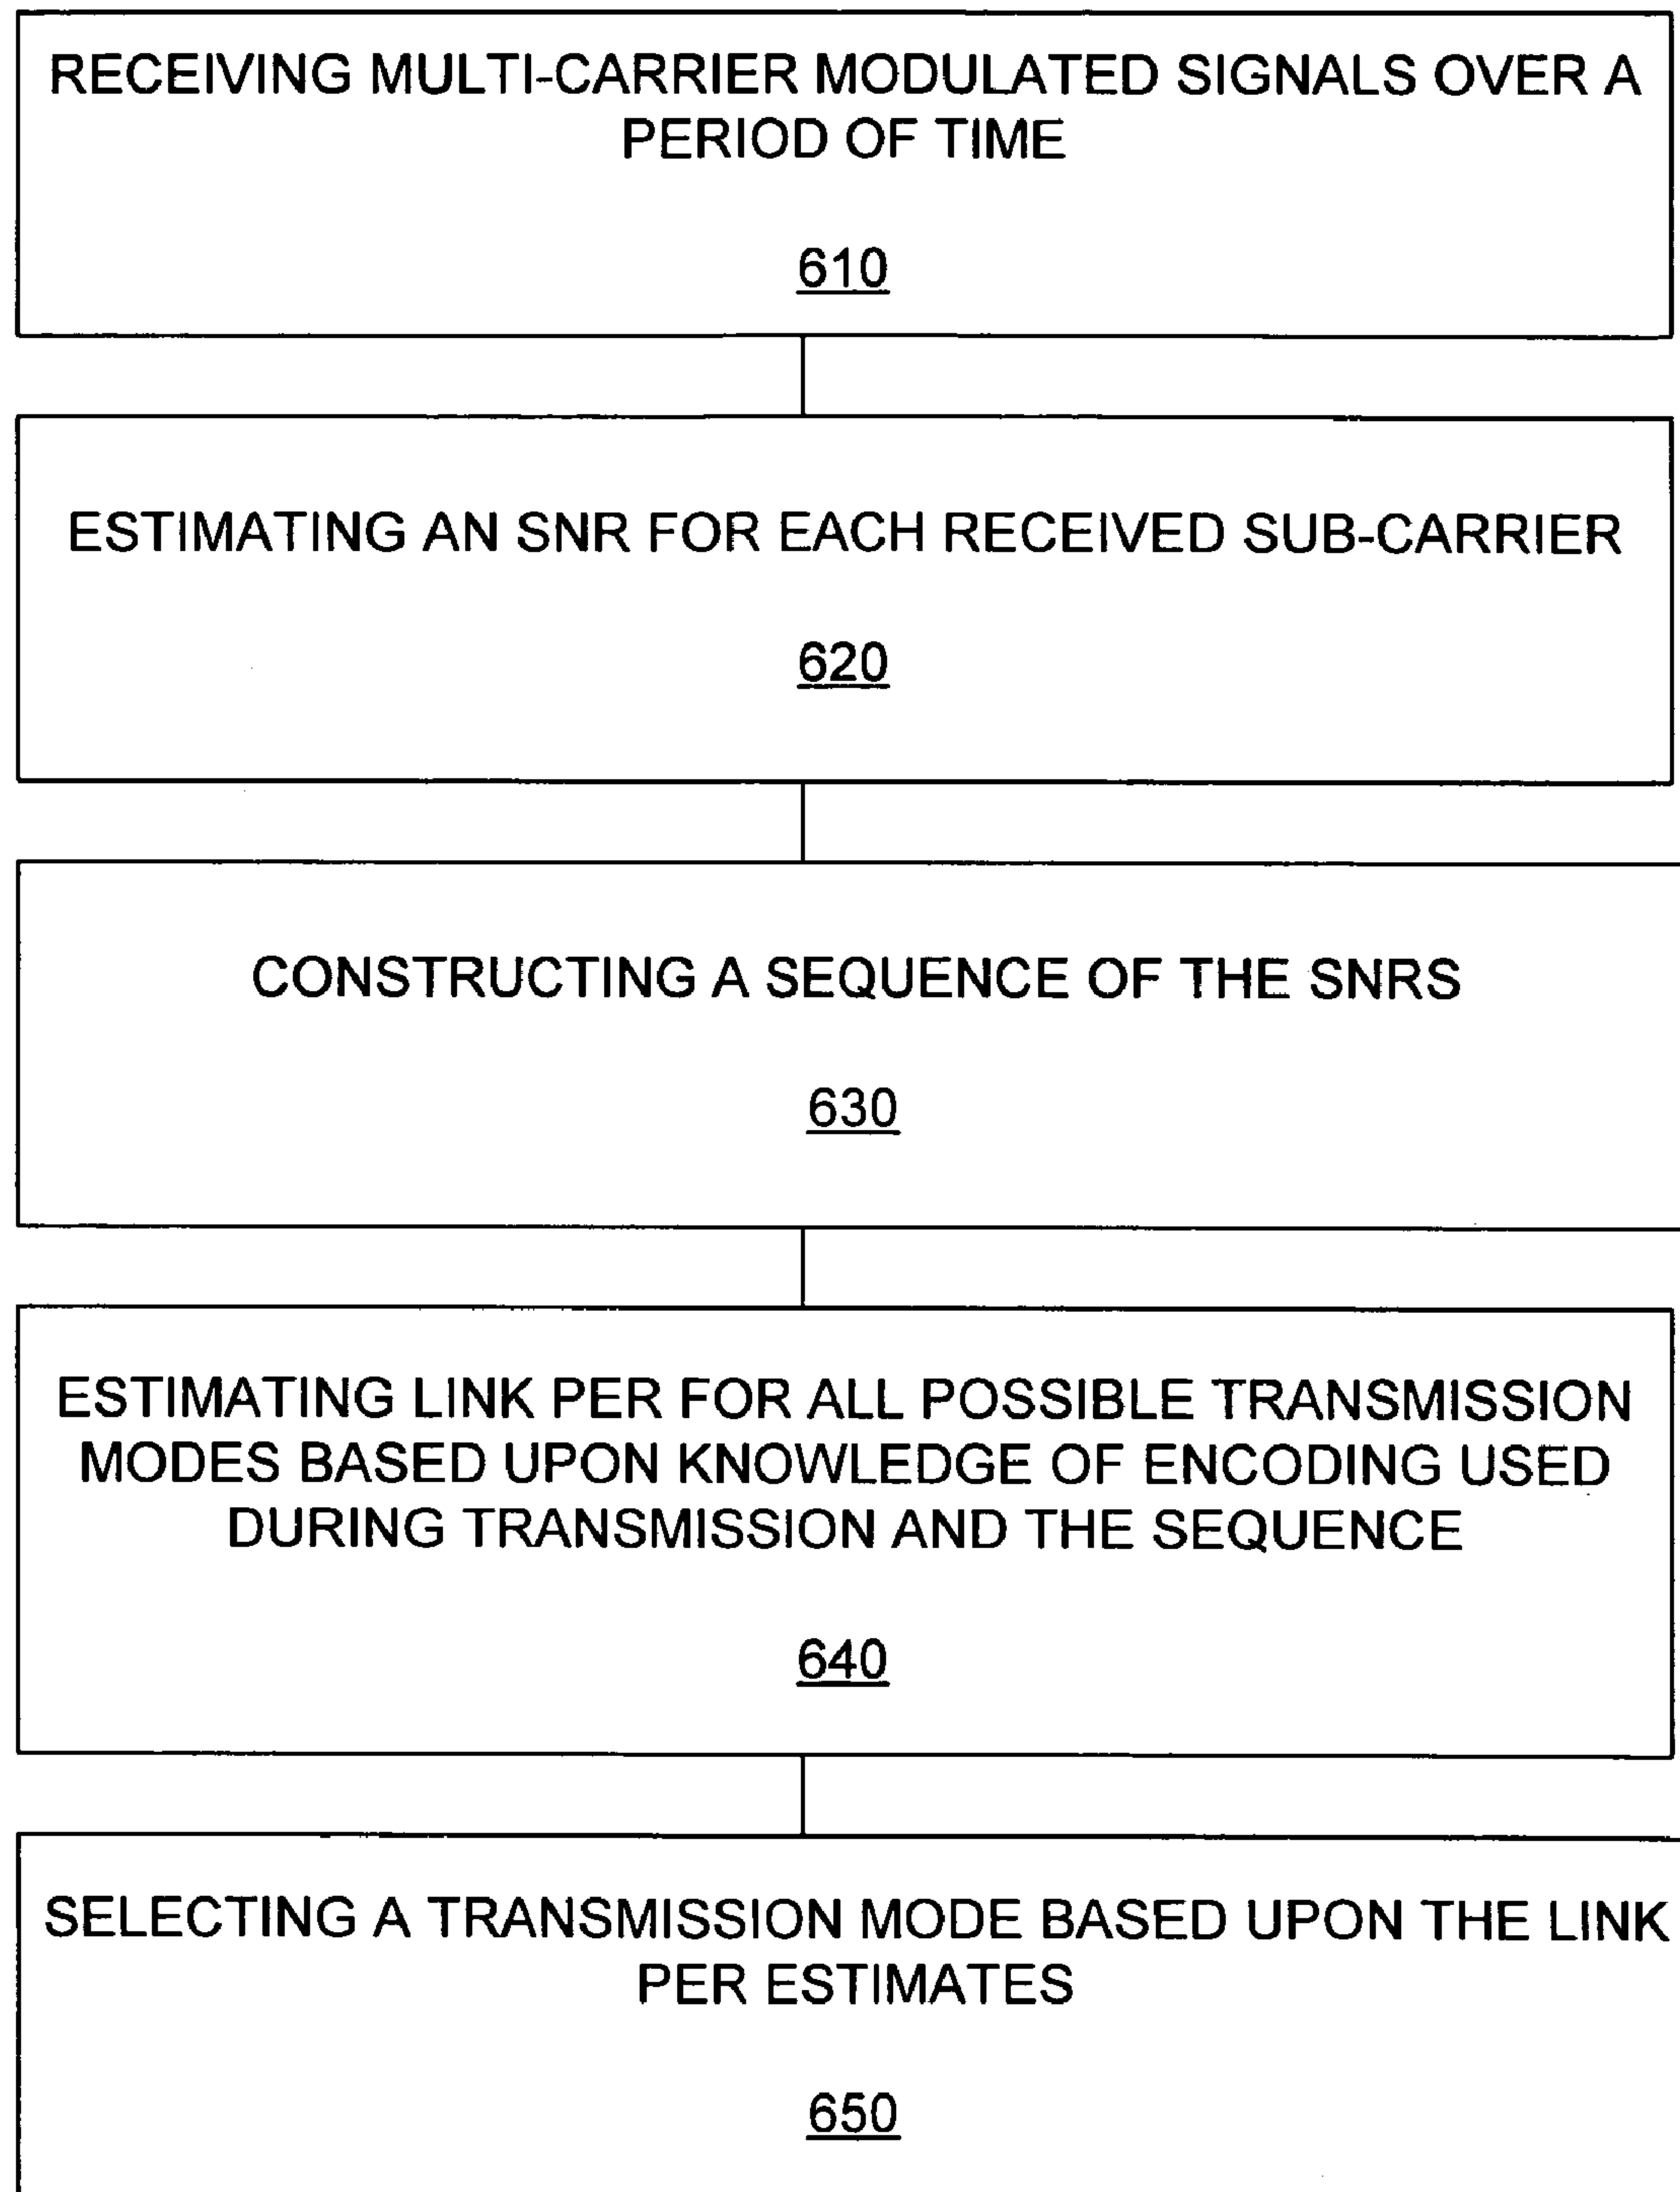 RECEIVING MULTI-CARRIER MODULATED SIGNALS OVER A
PERIOD OF TIME
610
ESTIMATING AN SNR FOR EACH RECEIVED SUB-CARRIER
620
CONSTRUCTING A SEQUENCE OF THE SNRS
630
ESTIMATING LINK PER FOR ALL POSSIBLE TRANSMISSION
MODES BASED UPON KNOWLEDGE OF ENCODING USED
DURING TRANSMISSION AND THE SEQUENCE
640
SELECTING A TRANSMISSION MODE BASED UPON THE LINK
PER ESTIMATES
650